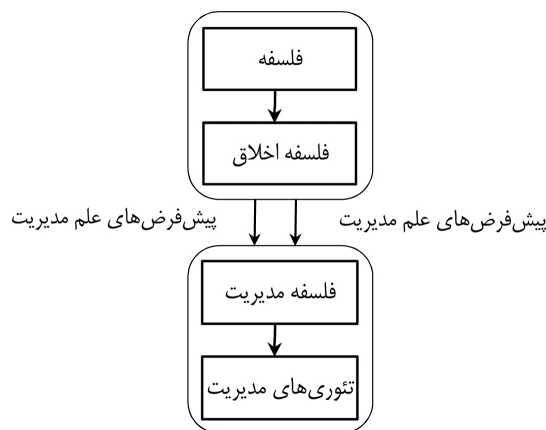 فلسفه
فلسفه اخلاق
پیش‌فرض‌های علم مدیریت
پیش‌فرض‌های علم مدیریت
فلسفه مدیریت
تئوری‌های مدیریت